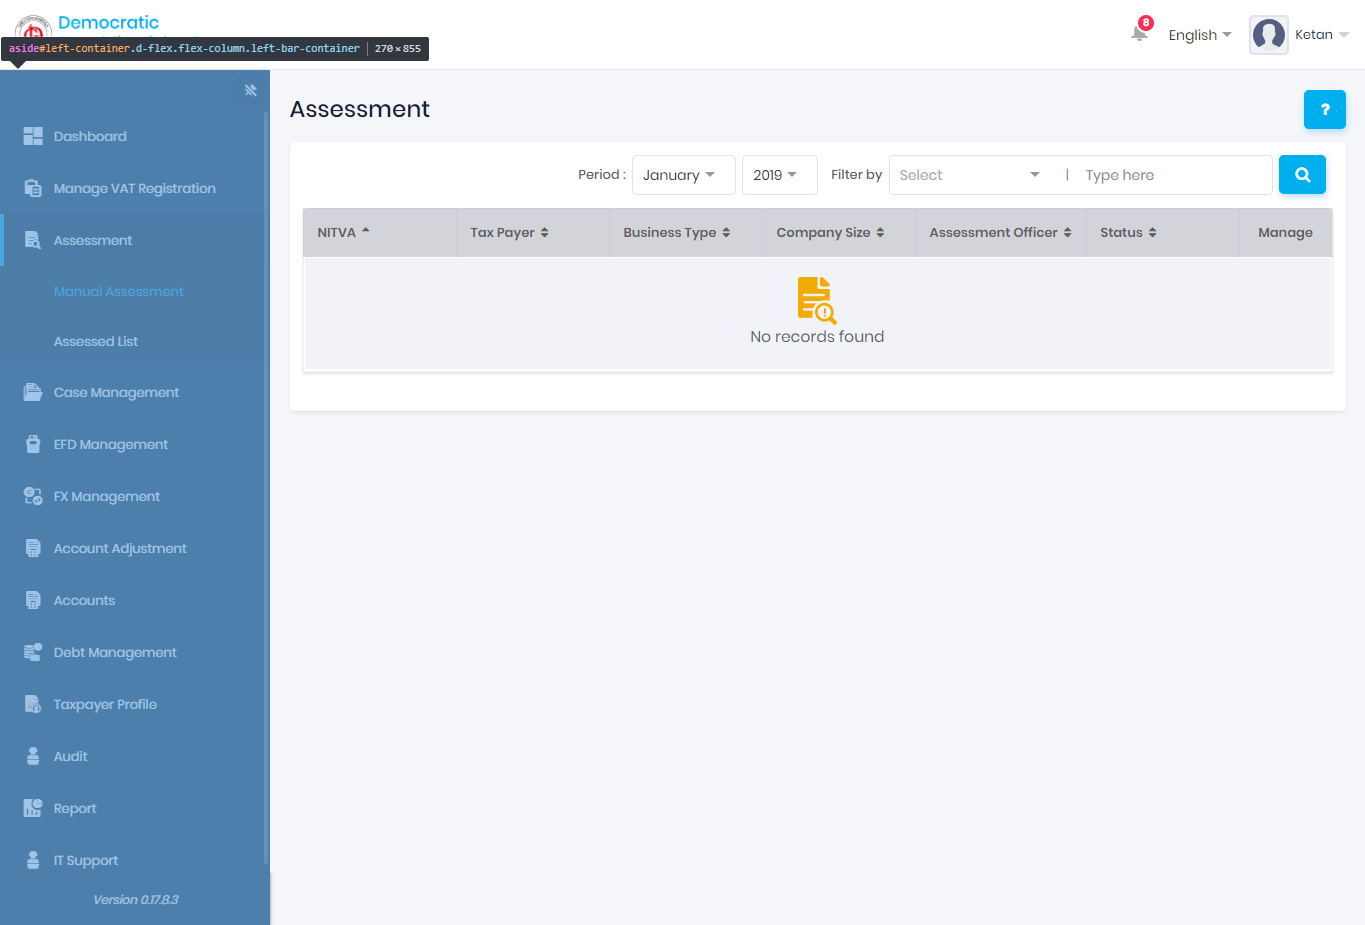 Democratic
aside#left-container.d-flex.flex-column.left-bar-container | 270 × 855
8
English
Ketan
Dashboard
Manage VAT Registration
Assessment
Manual Assessment
Assessed List
Case Management
EFD Management
FX Management
Account Adjustment
Accounts
Debt Management
Taxpayer Profile
Audit
Report
IT Support
Version 0.17.8.3
Assessment
?
Period : January 2019 Filter by Select | Type here
NITVA Tax Payer Business Type Company Size Assessment Officer Status Manage
No records found